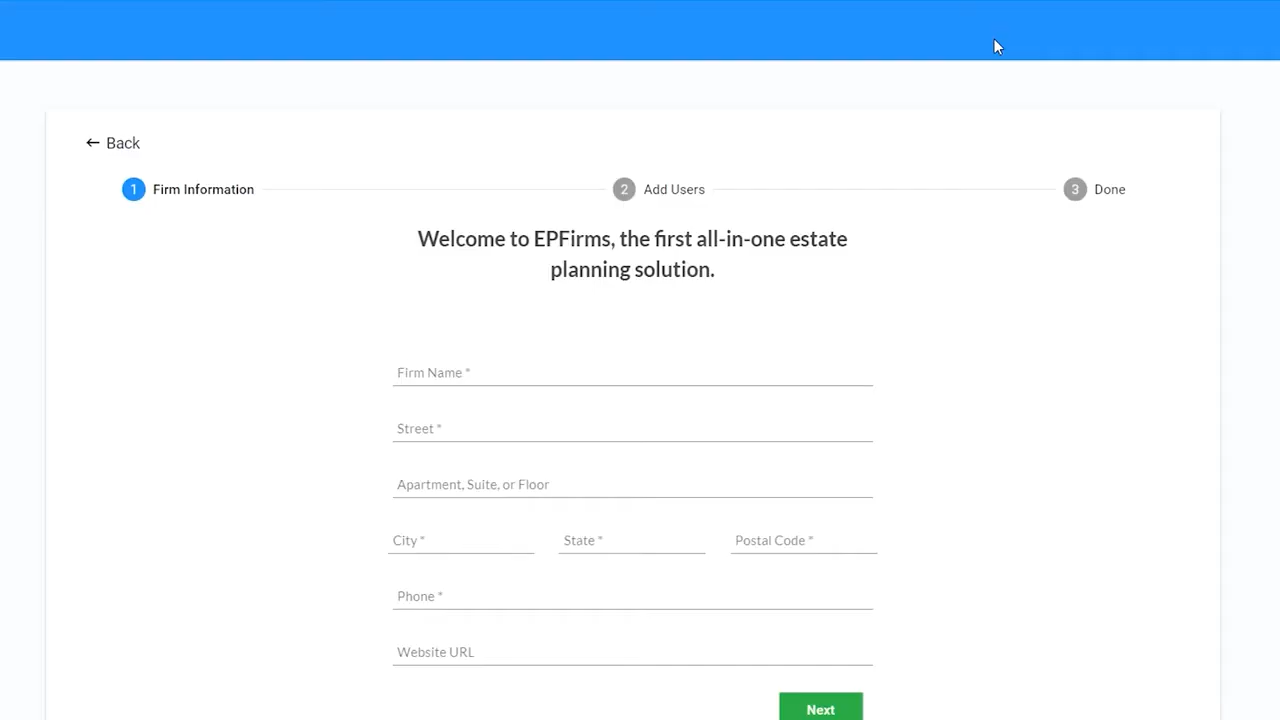 ← Back
1 Firm Information 2 Add Users 3 Done
Welcome to EPFirms, the first all-in-one estate
planning solution.
Firm Name *
Street *
Apartment, Suite, or Floor
City * State * Postal Code *
Phone *
Website URL
Next